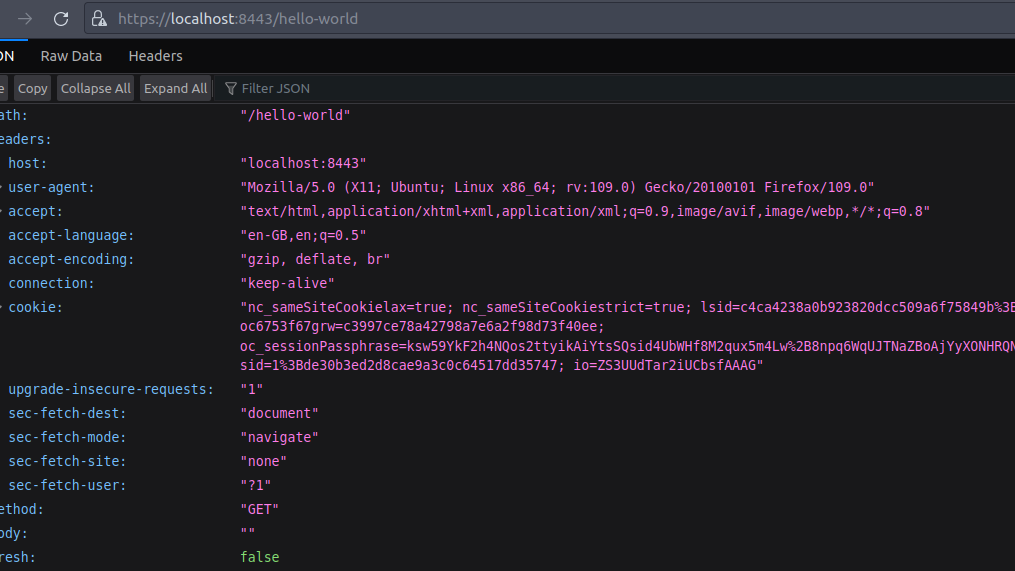 https://localhost:8443/hello-world
ON Raw Data Headers
e Copy Collapse All Expand All Filter JSON
ath: "/hello-world"
eaders:
host: "localhost:8443"
user-agent: "Mozilla/5.0 (X11; Ubuntu; Linux x86_64; rv:109.0) Gecko/20100101 Firefox/109.0"
accept: "text/html,application/xhtml+xml,application/xml;q=0.9,image/avif,image/webp,*/*;q=0.8"
accept-language: "en-GB,en;q=0.5"
accept-encoding: "gzip, deflate, br"
connection: "keep-alive"
cookie: "nc_sameSiteCookielax=true; nc_sameSiteCookiestrict=true; lsid=c4ca4238a0b923820dcc509a6f75849b%3B
oc6753f67grw=c3997ce78a42798a7e6a2f98d73f40ee;
oc_sessionPassphrase=ksw59YkF2h4NQos2ttyikAiYtsSQsid4UbWHf8M2qux5m4Lw%2B8npq6WqUJTNaZBoAjYyXONHRQN
sid=1%3Bde30b3ed2d8cae9a3c0c64517dd35747; io=ZS3UUdTar2iUCbsfAAAG"
upgrade-insecure-requests: "1"
sec-fetch-dest: "document"
sec-fetch-mode: "navigate"
sec-fetch-site: "none"
sec-fetch-user: "?1"
ethod: "GET"
ody: ""
resh: false